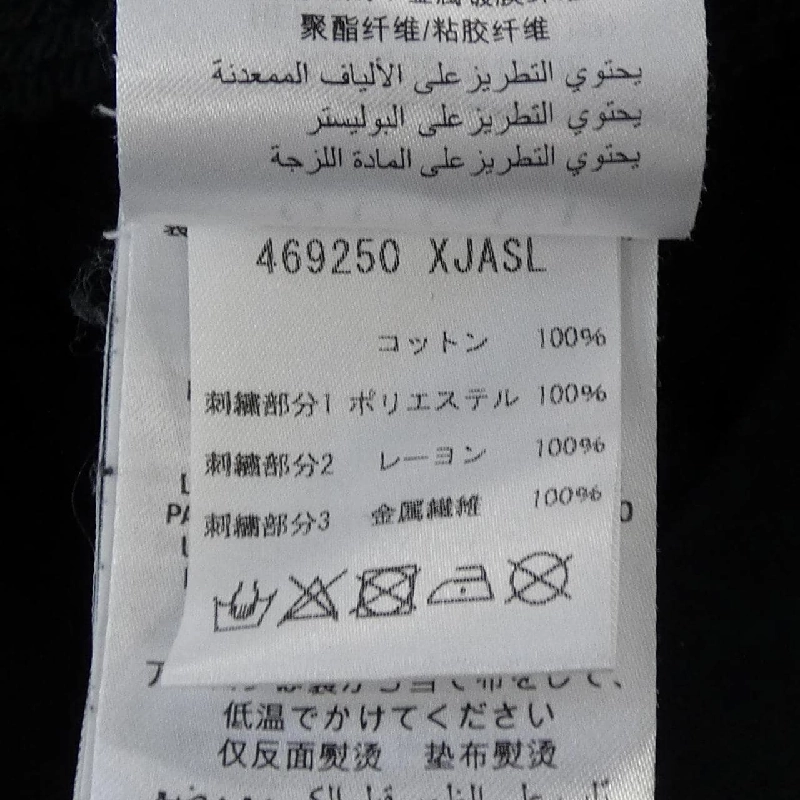 聚酯纤维/粘胶纤维
يحتوي التطريز على الألياف الممعدنة
يحتوي التطريز على البوليستر
يحتوي التطريز على المادة اللزجة
469250 XJASL
コットン 100%
刺繍部分1 ポリエステル 100%
刺繍部分2 レーヨン 100%
刺繍部分3 金属繊維 100%
PA
低温でかけてください
仅反面熨烫 垫布熨烫